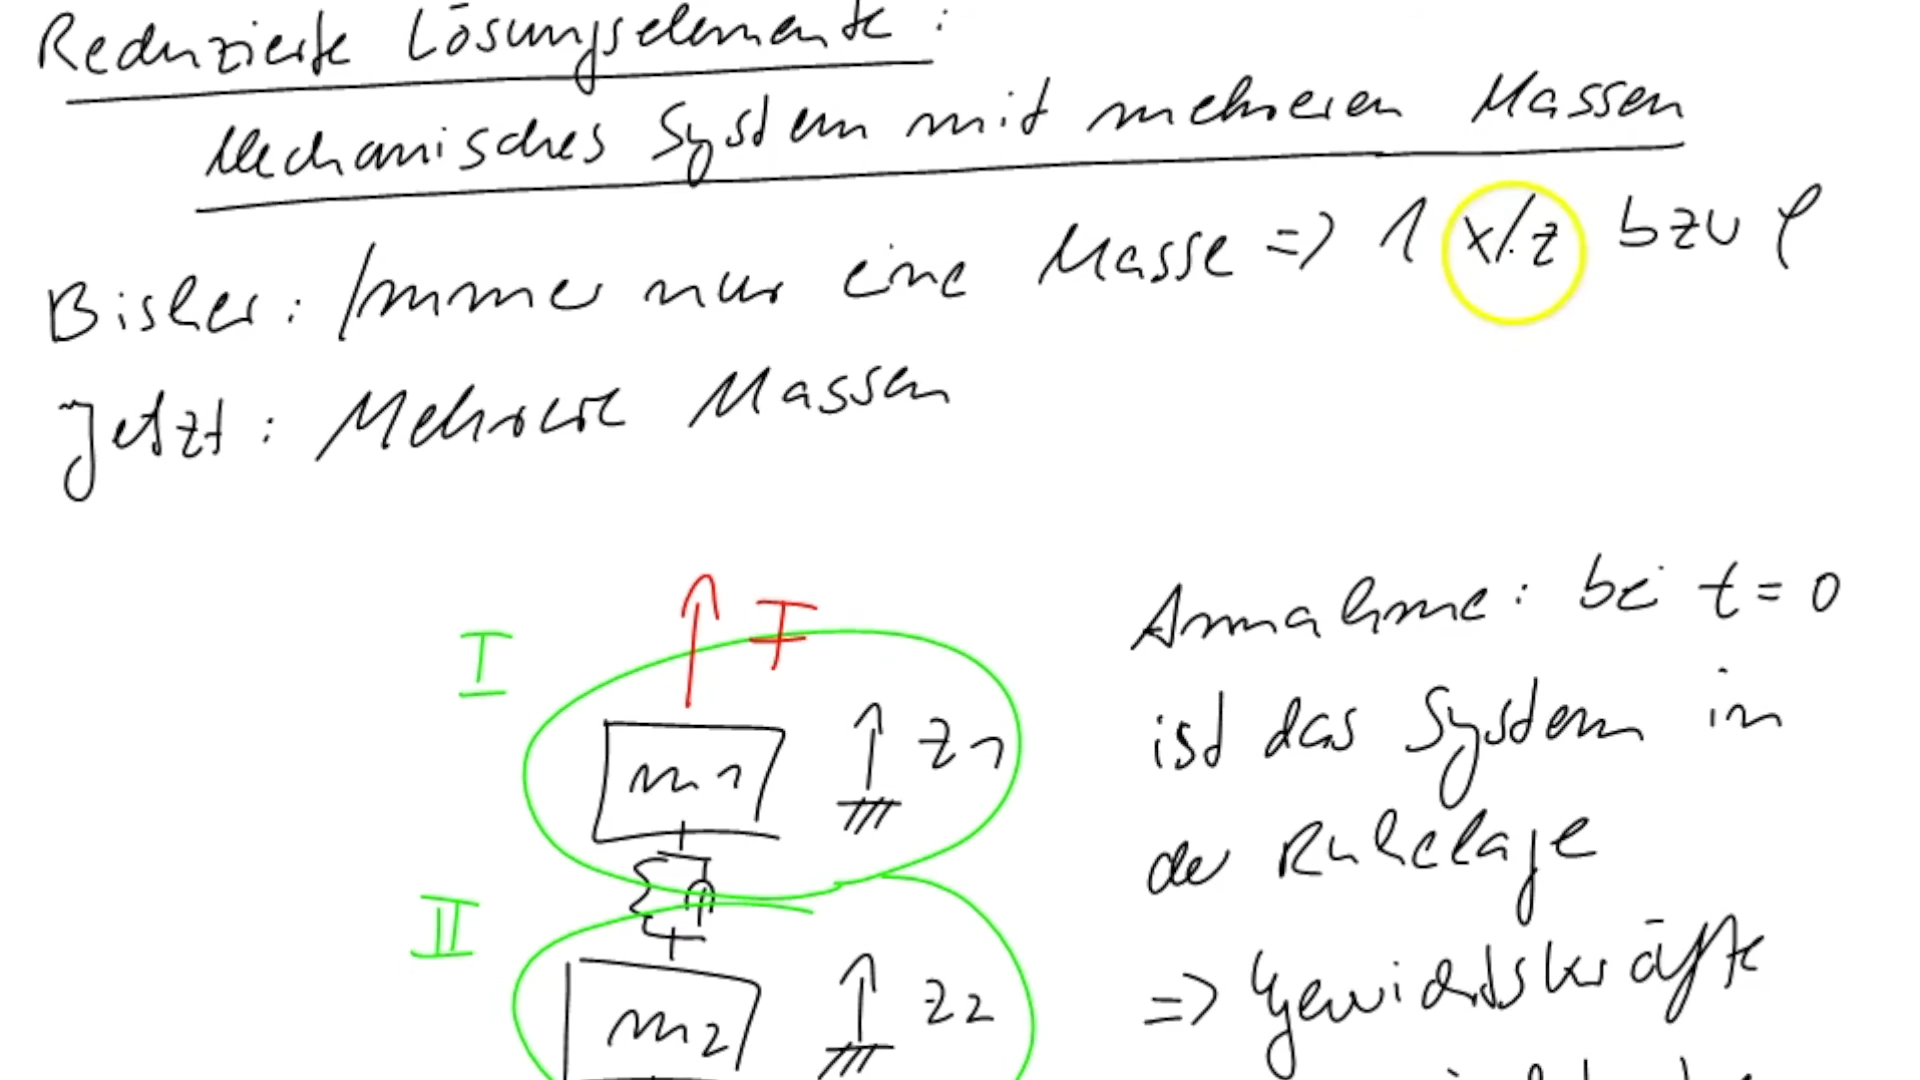 Reduzierte Lösungselemente:
Mechanisches System mit mehreren Massen
Bisher: Immer nur eine Masse => 1 x/z bzw φ
Jetzt: Mehrere Massen
I
F
m1
z1
II
m2
z2
Annahme: bei t=0
ist das System in
der Ruhelage
=> Gewichtskräfte